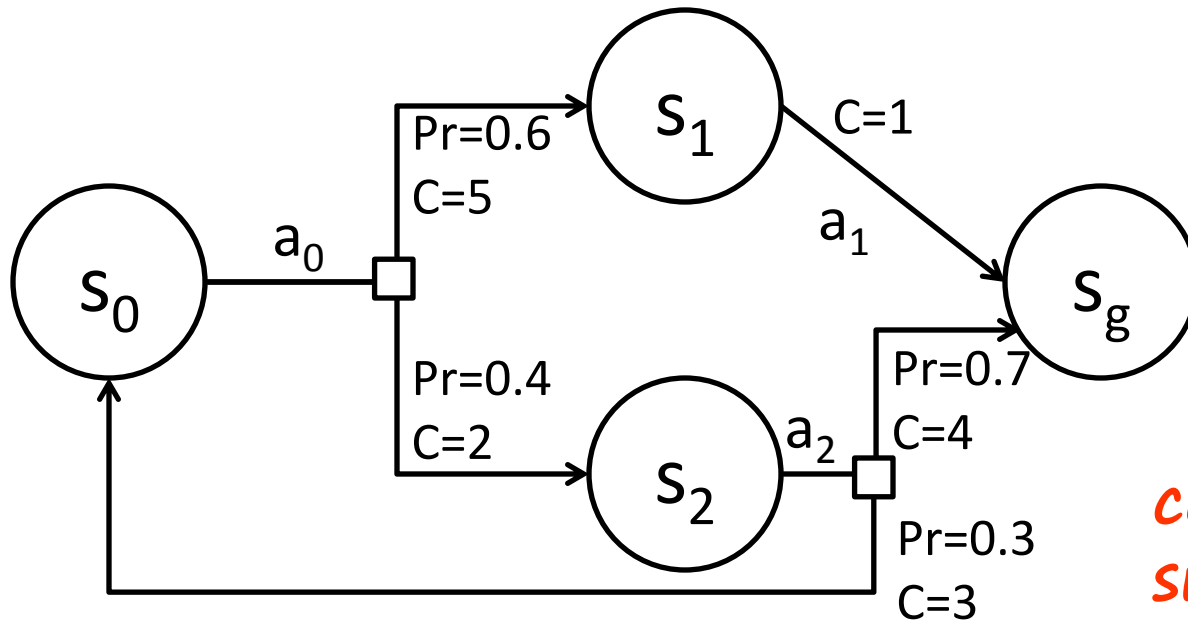 s₁
C=1
Pr=0.6
C=5
a₀
a₁
s₀
s_g
Pr=0.4
C=2
Pr=0.7
C=4
a₂
s₂
Pr=0.3
C=3